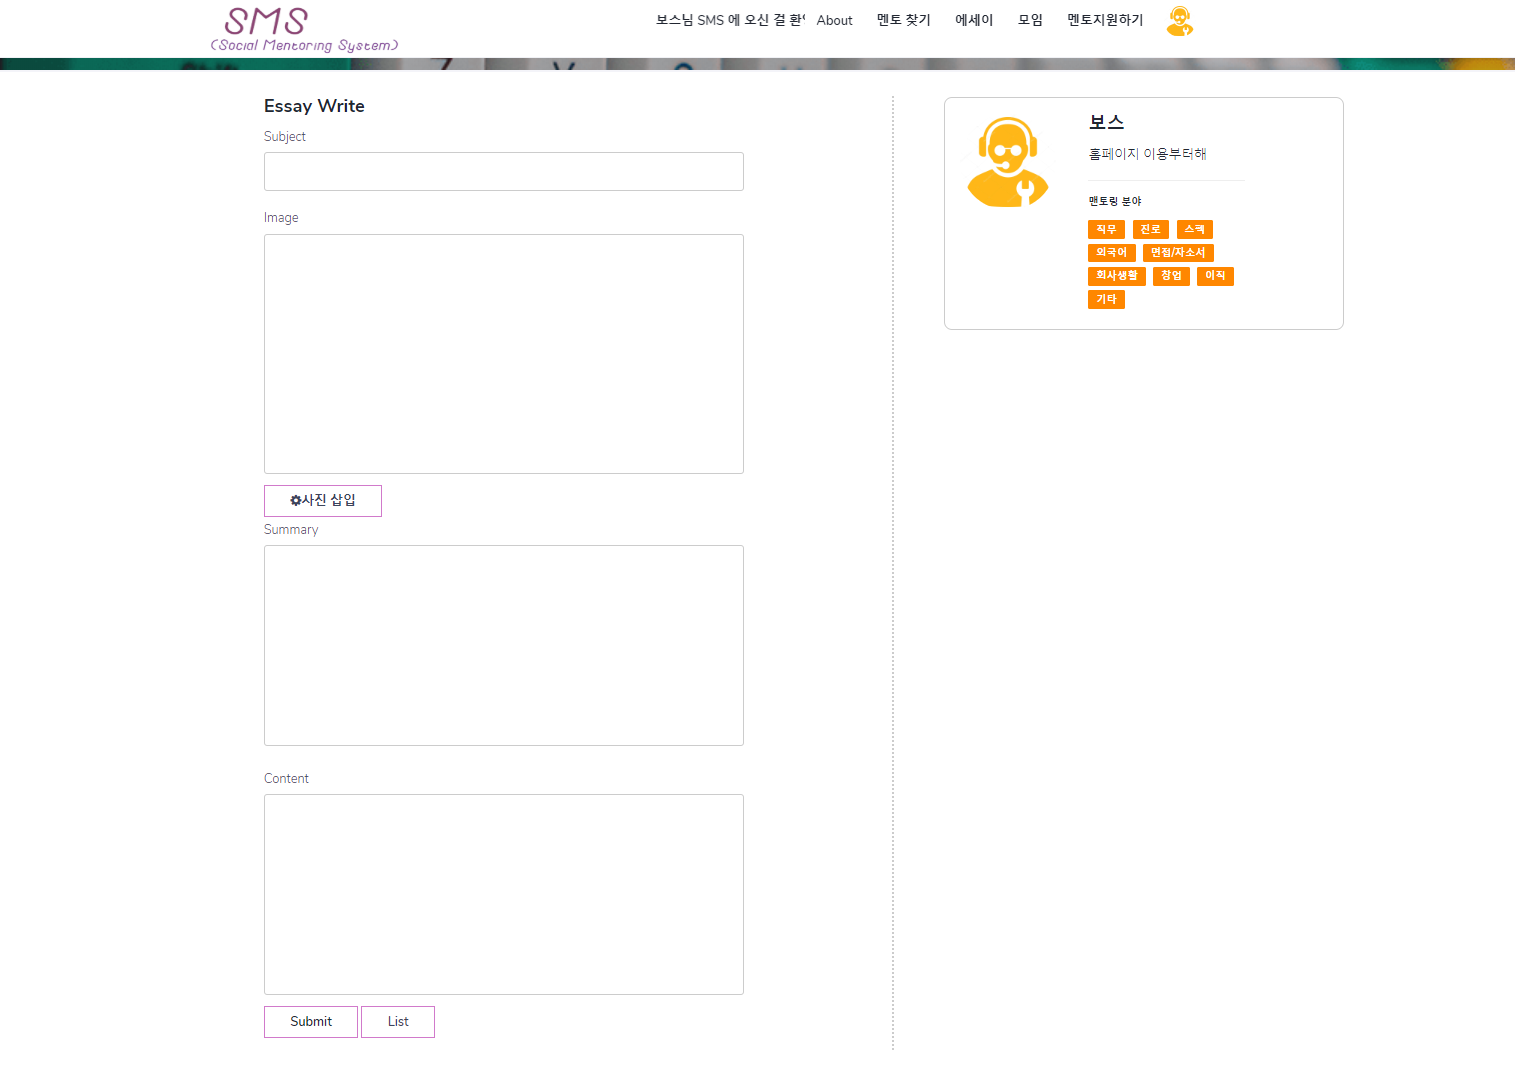 SMS
(Social Mentoring System)
보스님 SMS 에 오신 걸 환
About
멘토 찾기
에세이
모임
멘토지원하기
Essay Write
Subject
Image
사진 삽입
Summary
Content
Submit
List
보스
홈페이지 이용부터해
맨토링 분야
직무 진로 스펙
외국어 면접/자소서
회사생활 창업 이직
기타